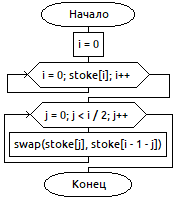 Начало
i = 0
i = 0; stoke[i]; i++
j = 0; j < i / 2; j++
swap(stoke[j], stoke[i - 1 - j])
Конец